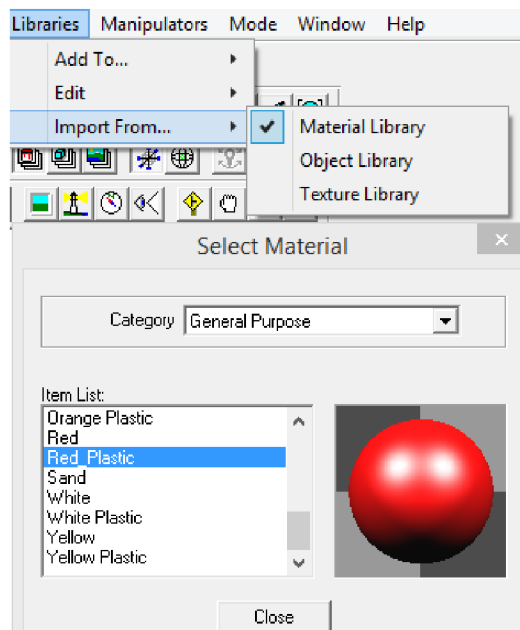 Libraries Manipulators Mode Window Help
Add To...
Edit
Import From...
Material Library
Object Library
Texture Library
Select Material
Category General Purpose
Item List:
Orange Plastic
Red
Red_Plastic
Sand
White
White Plastic
Yellow
Yellow Plastic
Close